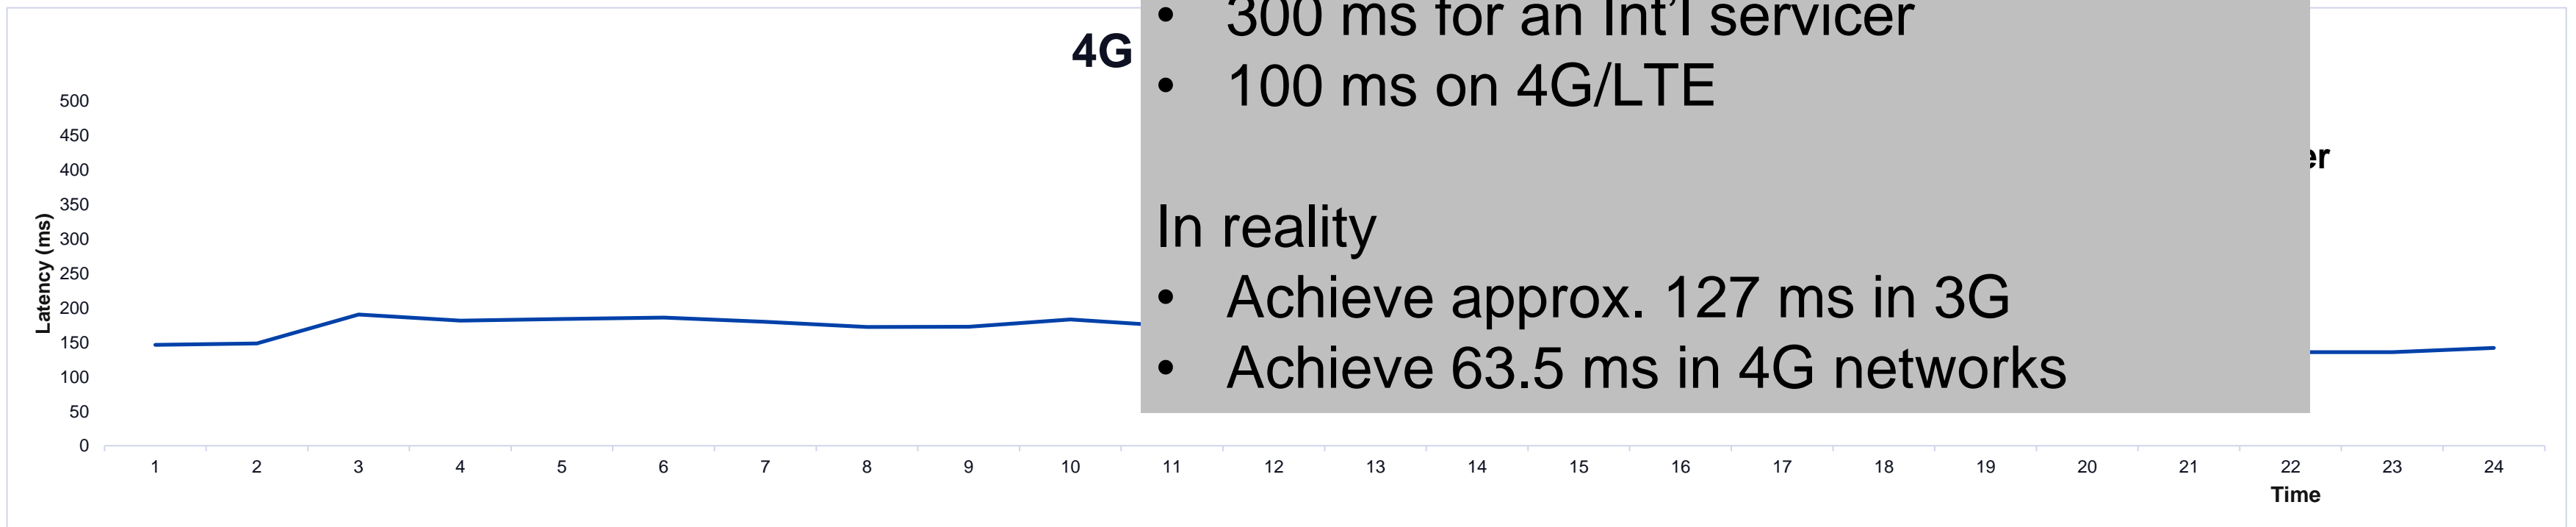 • 300 ms for an Int'l servicer
4G
• 100 ms on 4G/LTE
In reality
• Achieve approx. 127 ms in 3G
• Achieve 63.5 ms in 4G networks
500
450
400
350
300
250
200
150
100
50
0
Latency (ms)
1 2 3 4 5 6 7 8 9 10 11 12 13 14 15 16 17 18 19 20 21 22 23 24
Time